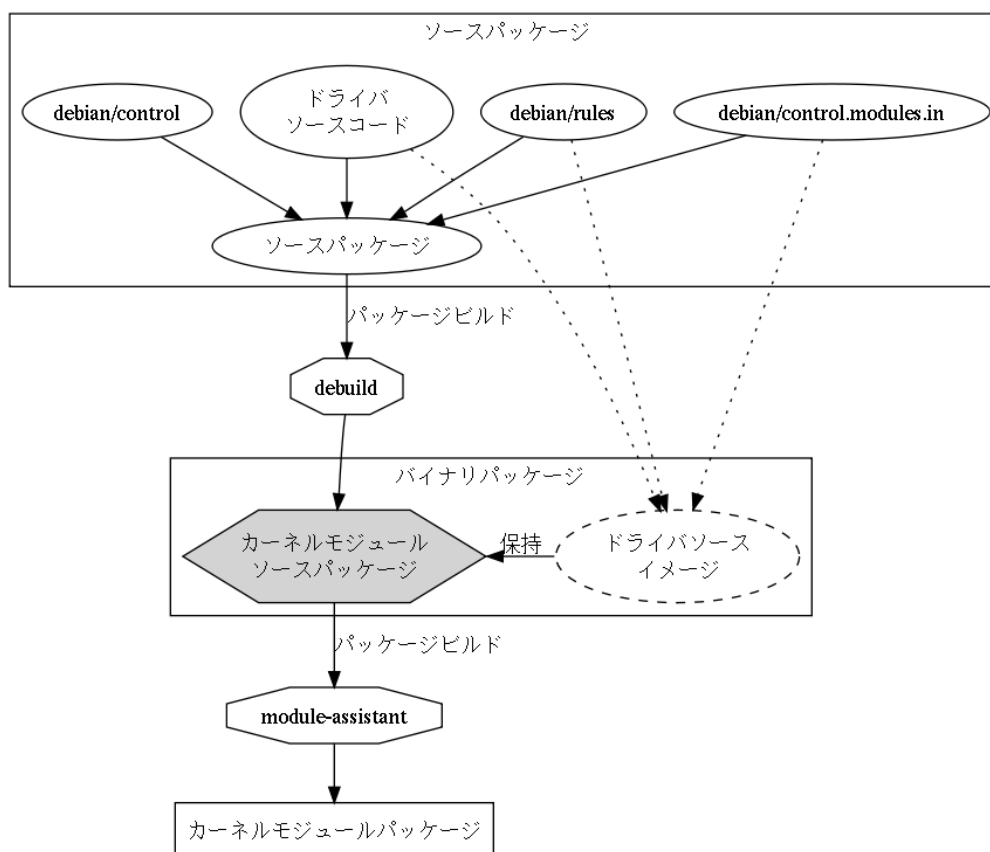 ソースパッケージ
debian/control
ドライバ
ソースコード
debian/rules
debian/control.modules.in
ソースパッケージ
パッケージビルド
debuild
バイナリパッケージ
カーネルモジュール
ソースパッケージ
保持
ドライバソース
イメージ
パッケージビルド
module-assistant
カーネルモジュールパッケージ